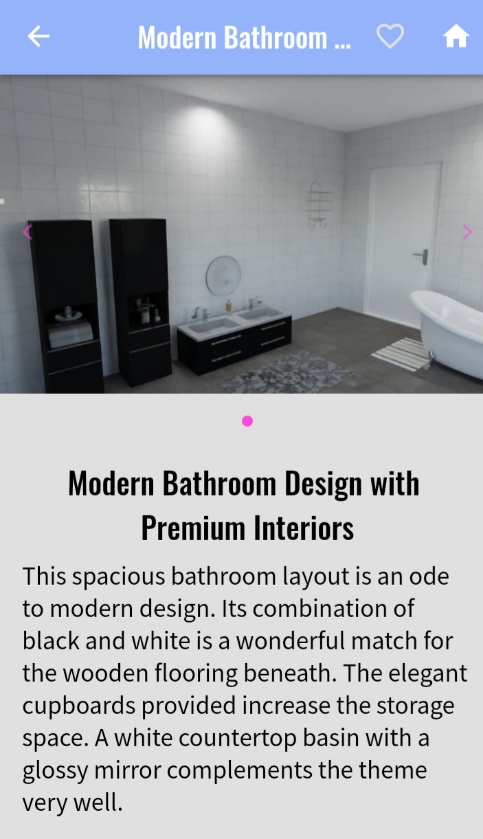 Modern Bathroom ...
Modern Bathroom Design with
Premium Interiors
This spacious bathroom layout is an ode
to modern design. Its combination of
black and white is a wonderful match for
the wooden flooring beneath. The elegant
cupboards provided increase the storage
space. A white countertop basin with a
glossy mirror complements the theme
very well.